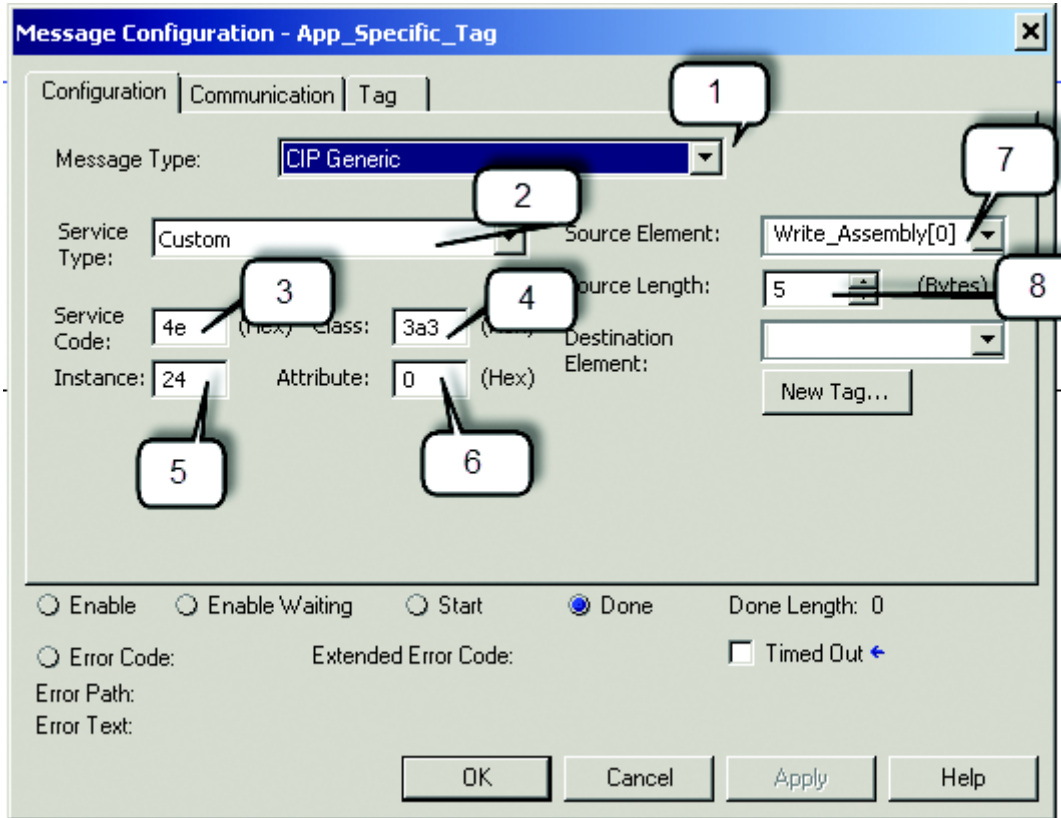 Message Configuration - App_Specific_Tag
Configuration Communication Tag
1
Message Type: CIP Generic
7
2
Service Type: Custom
Source Element: Write_Assembly[0]
3
4
Source Length: 5 (Bytes)
8
Service Code: 4e (Hex) Class: 3a3
Destination Element:
Instance: 24 Attribute: 0 (Hex)
New Tag...
5
6
Enable Enable Waiting Start Done Done Length: 0
Error Code: Extended Error Code: Timed Out
Error Path:
Error Text:
OK Cancel Apply Help